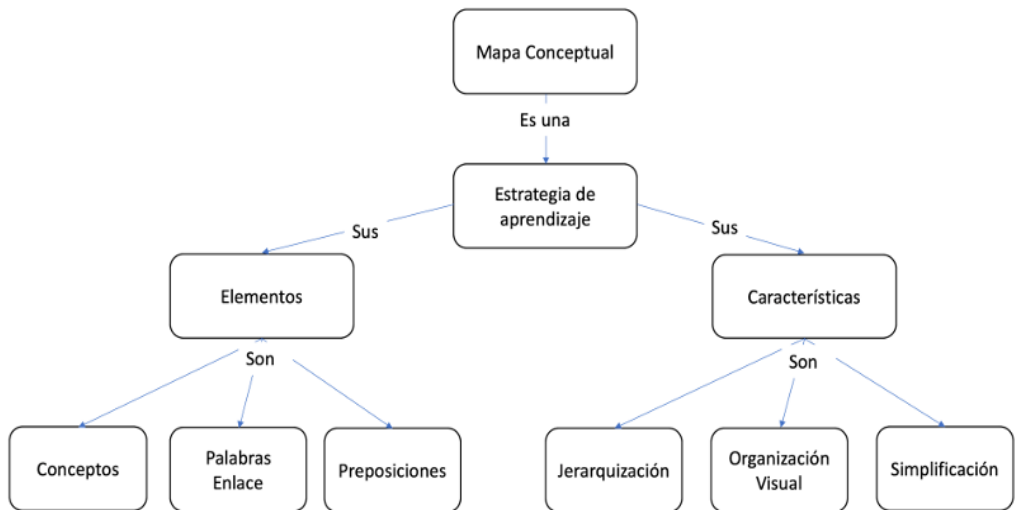 Mapa Conceptual
Es una
Estrategia de
aprendizaje
Sus
Sus
Elementos
Características
Son
Son
Conceptos
Palabras
Enlace
Preposiciones
Jerarquización
Organización
Visual
Simplificación